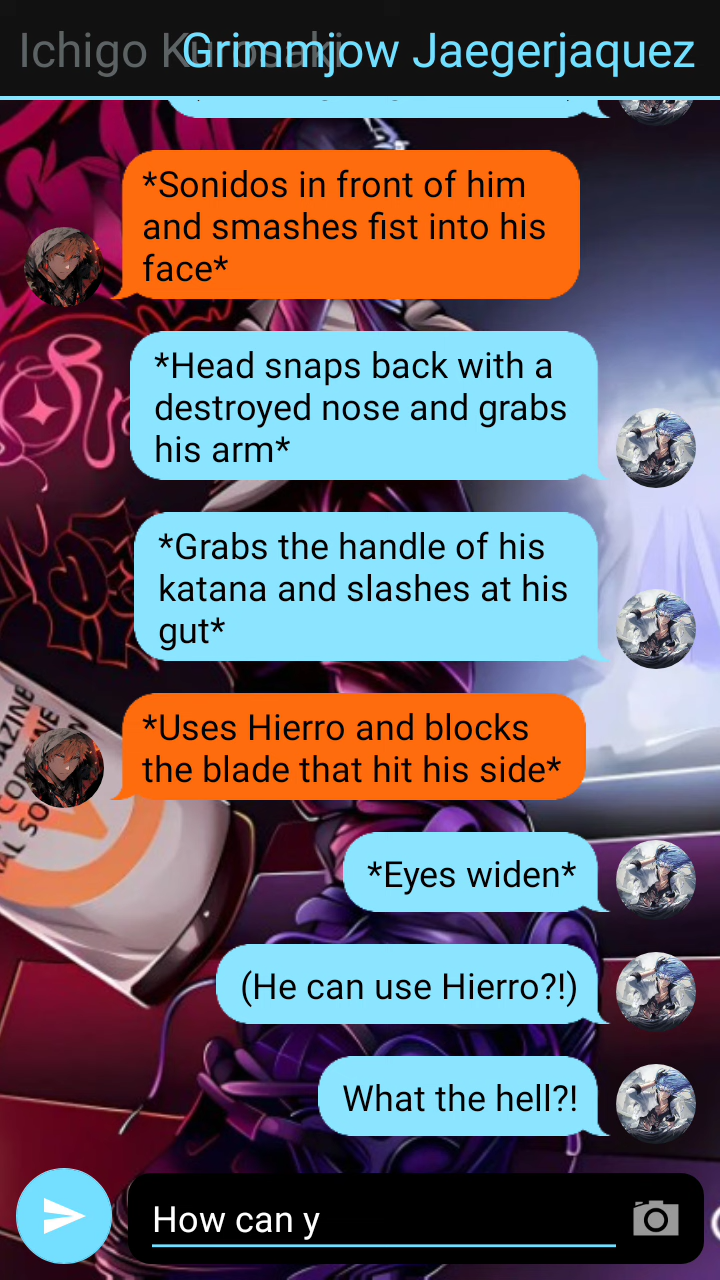 Ichigo Kurosaki
Grimmjow Jaegerjaquez
*Sonidos in front of him
and smashes fist into his
face*
*Head snaps back with a
destroyed nose and grabs
his arm*
*Grabs the handle of his
katana and slashes at his
gut*
*Uses Hierro and blocks
the blade that hit his side*
*Eyes widen*
(He can use Hierro?!)
What the hell?!
How can y